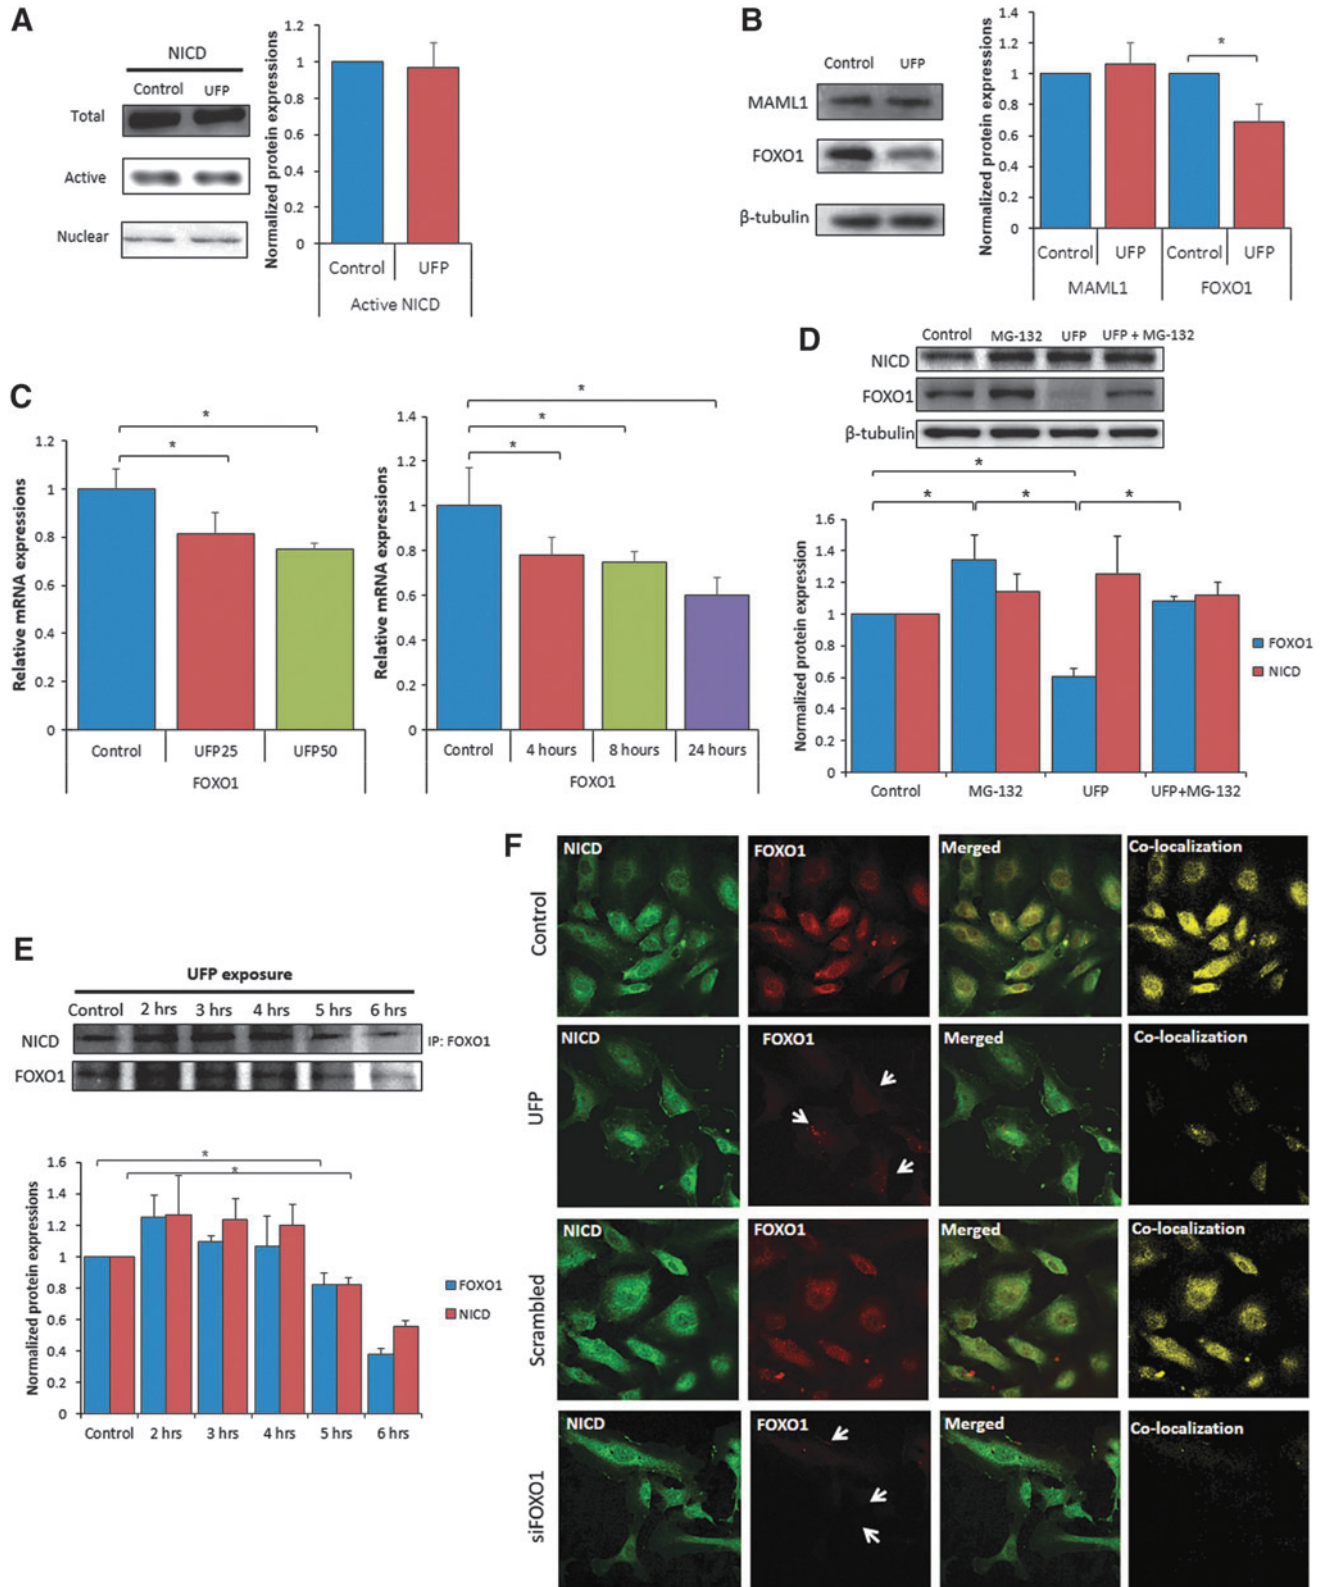 A
NICD
Control UFP
Total
Active
Nuclear
Normalized protein expressions
1.2
1
0.8
0.6
0.4
0.2
0
Control UFP
Active NICD
B
Control UFP
MAML1
FOXO1
β-tubulin
Normalized protein expressions
1.4
1.2
1
0.8
0.6
0.4
0.2
0
*
Control UFP Control UFP
MAML1 FOXO1
C
Relative mRNA expressions
1.2
1
0.8
0.6
0.4
0.2
0
*
*
Control UFP25 UFP50
FOXO1
Relative mRNA expressions
1.4
1.2
1
0.8
0.6
0.4
0.2
0
*
*
*
Control 4 hours 8 hours 24 hours
FOXO1
D
Control MG-132 UFP UFP + MG-132
NICD
FOXO1
β-tubulin
*
* * *
Normalized protein expression
1.6
1.4
1.2
1
0.8
0.6
0.4
0.2
0
Control MG-132 UFP UFP+MG-132
FOXO1
NICD
E
UFP exposure
Control 2 hrs 3 hrs 4 hrs 5 hrs 6 hrs
NICD
IP: FOXO1
FOXO1
*
*
Normalized protein expressions
1.6
1.4
1.2
1
0.8
0.6
0.4
0.2
0
Control 2 hrs 3 hrs 4 hrs 5 hrs 6 hrs
FOXO1
NICD
F
Control
NICD FOXO1 Merged Co-localization
UFP
NICD FOXO1 Merged Co-localization
Scrambled
NICD FOXO1 Merged Co-localization
siFOXO1
NICD FOXO1 Merged Co-localization